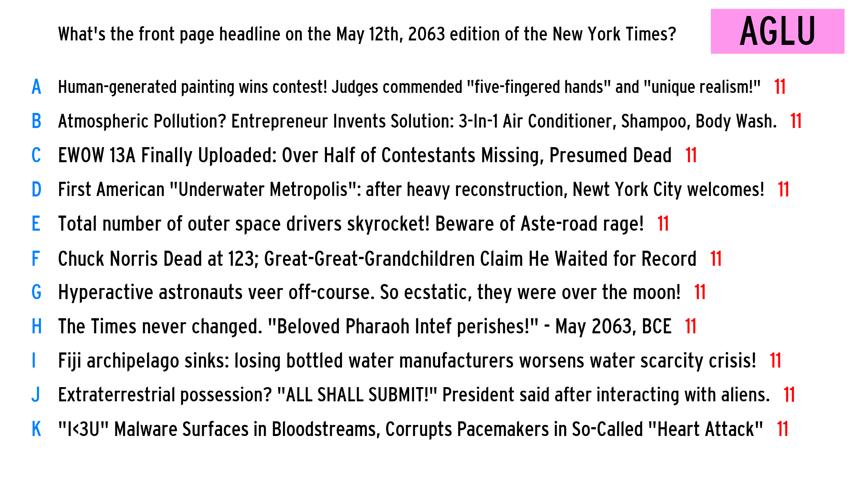 What's the front page headline on the May 12th, 2063 edition of the New York Times?
AGLU
A Human-generated painting wins contest! Judges commended "five-fingered hands" and "unique realism!" 11
B Atmospheric Pollution? Entrepreneur Invents Solution: 3-In-1 Air Conditioner, Shampoo, Body Wash. 11
C EWOW 13A Finally Uploaded: Over Half of Contestants Missing, Presumed Dead 11
D First American "Underwater Metropolis": after heavy reconstruction, Newt York City welcomes! 11
E Total number of outer space drivers skyrocket! Beware of Aste-road rage! 11
F Chuck Norris Dead at 123; Great-Great-Grandchildren Claim He Waited for Record 11
G Hyperactive astronauts veer off-course. So ecstatic, they were over the moon! 11
H The Times never changed. "Beloved Pharaoh Intef perishes!" - May 2063, BCE 11
I Fiji archipelago sinks: losing bottled water manufacturers worsens water scarcity crisis! 11
J Extraterrestrial possession? "ALL SHALL SUBMIT!" President said after interacting with aliens. 11
K "I<3U" Malware Surfaces in Bloodstreams, Corrupts Pacemakers in So-Called "Heart Attack" 11